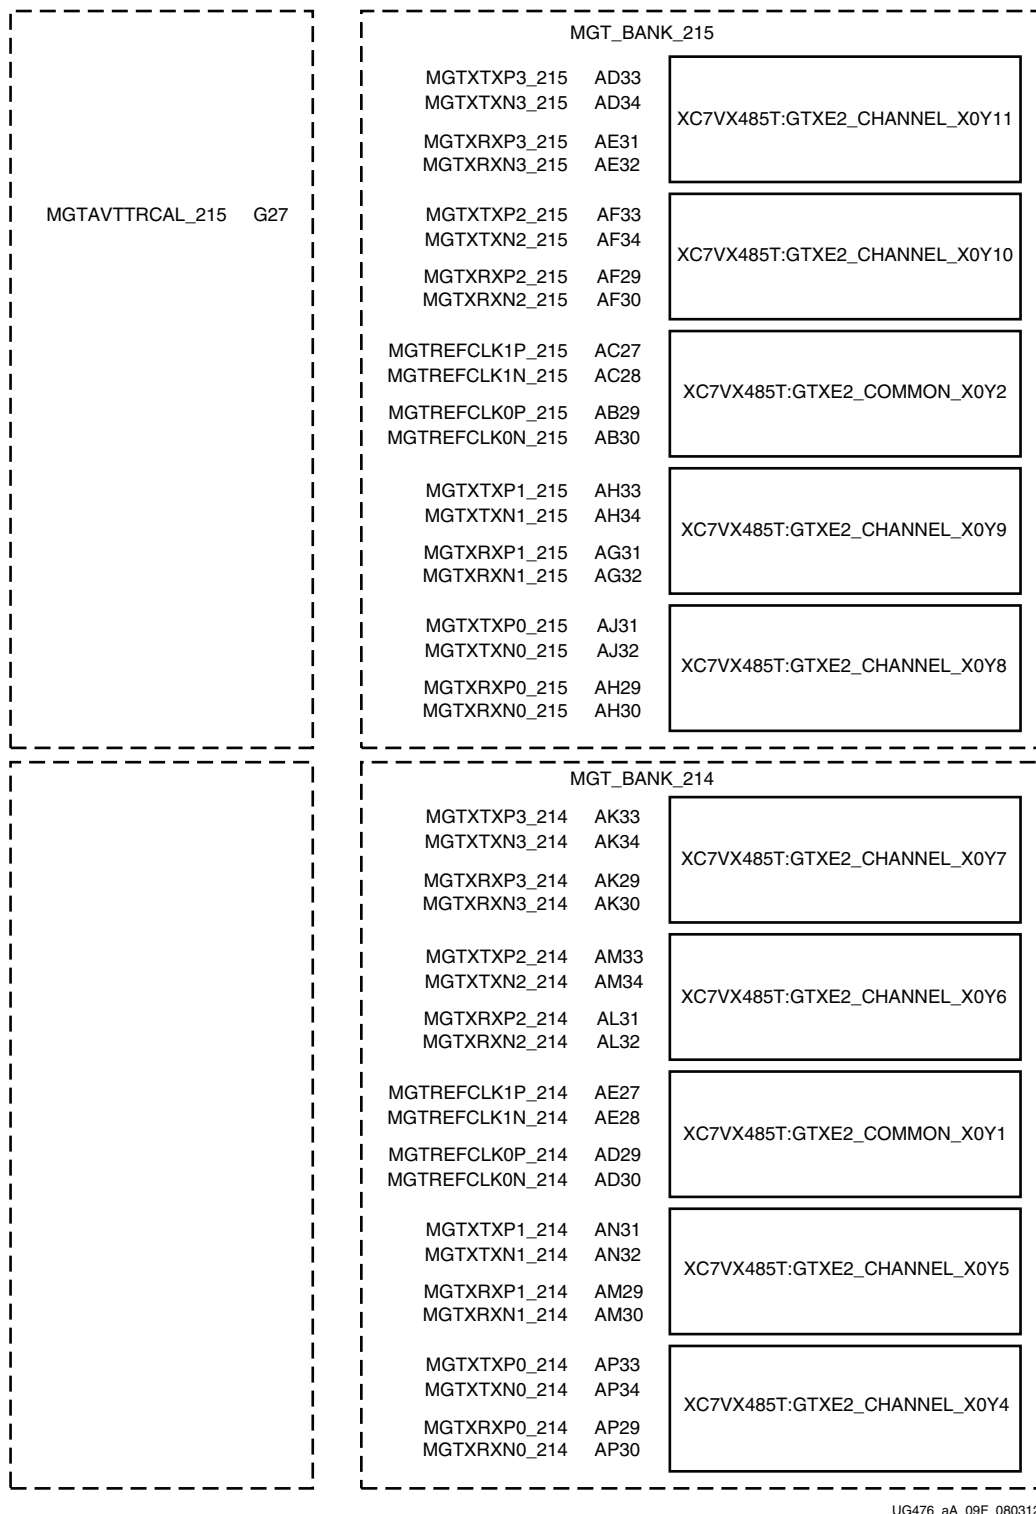 MGT_BANK_215
MGTXTXP3_215 AD33
MGTXTXN3_215 AD34
XC7VX485T:GTXE2_CHANNEL_X0Y11
MGTXRXP3_215 AE31
MGTXRXN3_215 AE32
MGTAVTTRCAL_215 G27
MGTXTXP2_215 AF33
MGTXTXN2_215 AF34
XC7VX485T:GTXE2_CHANNEL_X0Y10
MGTXRXP2_215 AF29
MGTXRXN2_215 AF30
MGTREFCLK1P_215 AC27
MGTREFCLK1N_215 AC28
XC7VX485T:GTXE2_COMMON_X0Y2
MGTREFCLK0P_215 AB29
MGTREFCLK0N_215 AB30
MGTXTXP1_215 AH33
MGTXTXN1_215 AH34
XC7VX485T:GTXE2_CHANNEL_X0Y9
MGTXRXP1_215 AG31
MGTXRXN1_215 AG32
MGTXTXP0_215 AJ31
MGTXTXN0_215 AJ32
XC7VX485T:GTXE2_CHANNEL_X0Y8
MGTXRXP0_215 AH29
MGTXRXN0_215 AH30
MGT_BANK_214
MGTXTXP3_214 AK33
MGTXTXN3_214 AK34
XC7VX485T:GTXE2_CHANNEL_X0Y7
MGTXRXP3_214 AK29
MGTXRXN3_214 AK30
MGTXTXP2_214 AM33
MGTXTXN2_214 AM34
XC7VX485T:GTXE2_CHANNEL_X0Y6
MGTXRXP2_214 AL31
MGTXRXN2_214 AL32
MGTREFCLK1P_214 AE27
MGTREFCLK1N_214 AE28
XC7VX485T:GTXE2_COMMON_X0Y1
MGTREFCLK0P_214 AD29
MGTREFCLK0N_214 AD30
MGTXTXP1_214 AN31
MGTXTXN1_214 AN32
XC7VX485T:GTXE2_CHANNEL_X0Y5
MGTXRXP1_214 AM29
MGTXRXN1_214 AM30
MGTXTXP0_214 AP33
MGTXTXN0_214 AP34
XC7VX485T:GTXE2_CHANNEL_X0Y4
MGTXRXP0_214 AP29
MGTXRXN0_214 AP30
UG476_aA_09F_080312